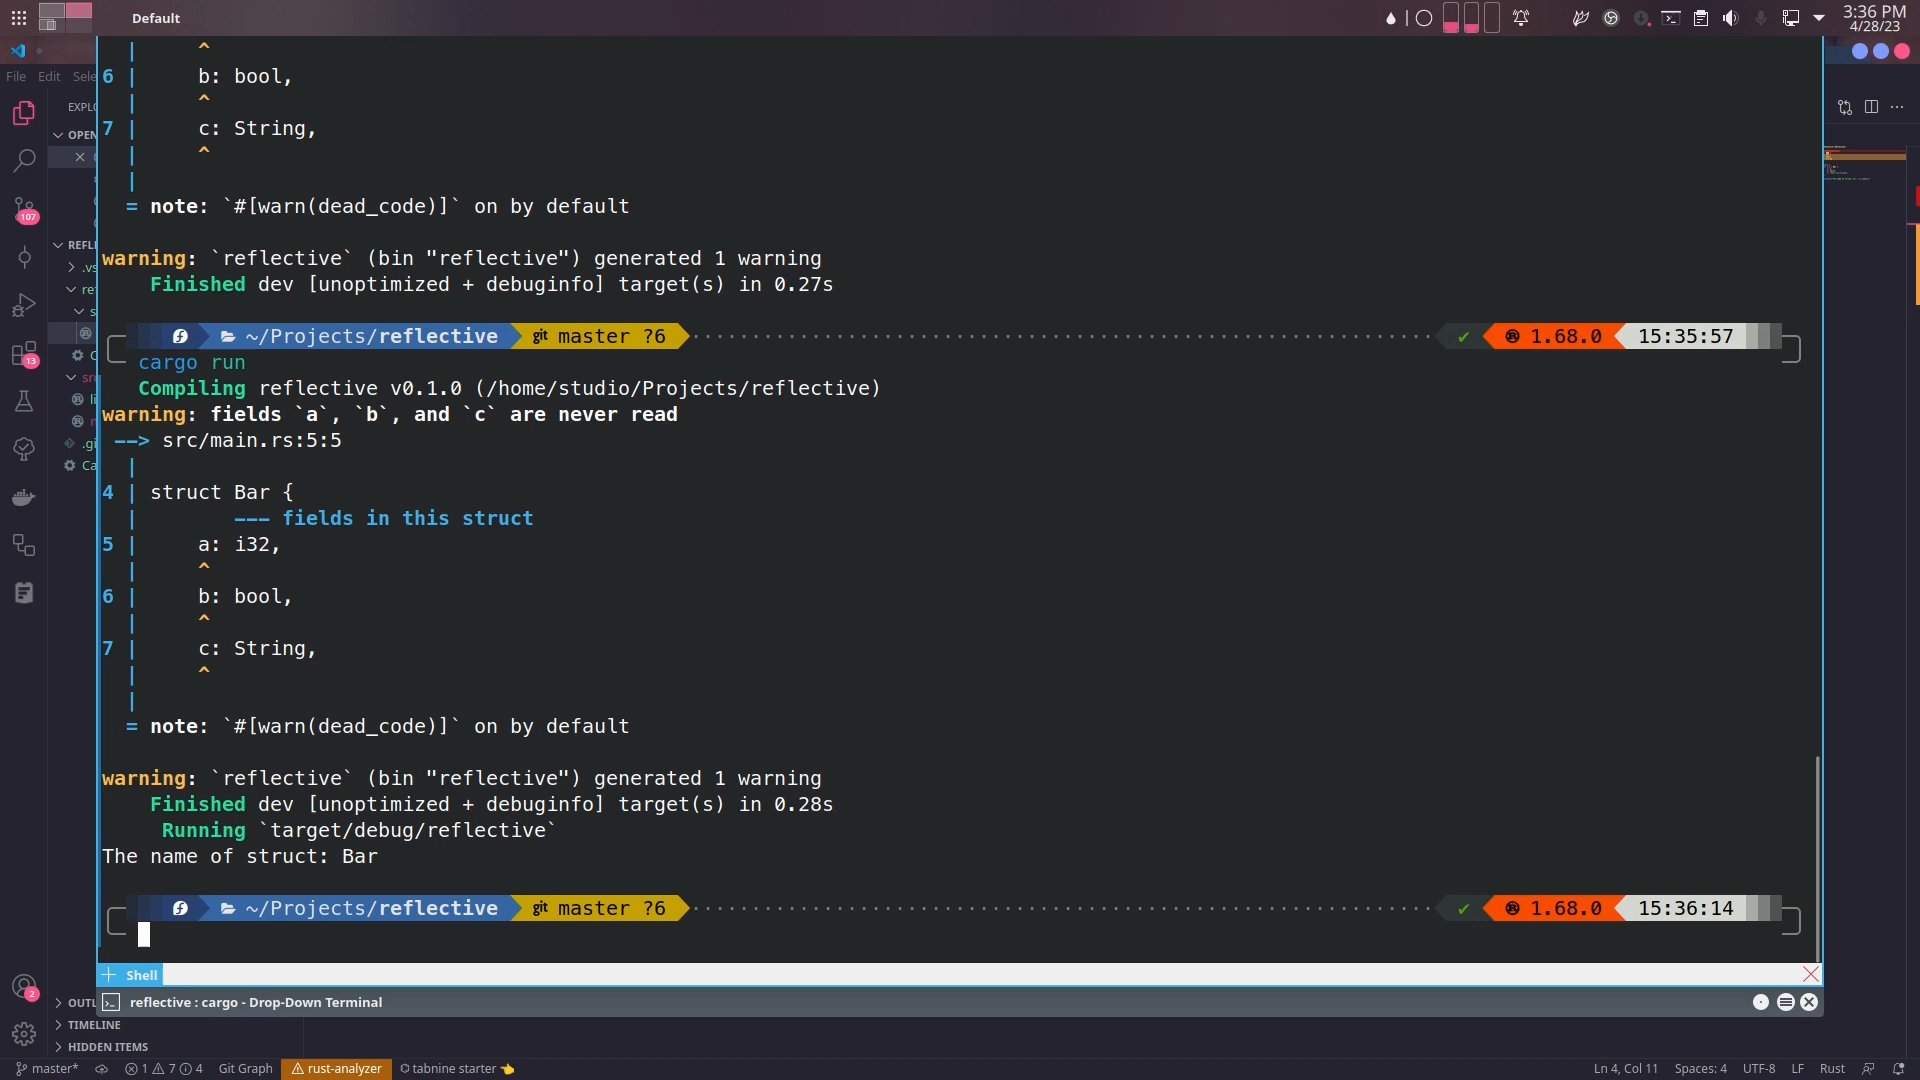 Default
3:36 PM
4/28/23
File Edit Sele
EXPLO
OPEN
107
REFLE
.vs
ref
s
13
C
src
li
.gi
Ca
^
6 | b: bool,
| ^
7 | c: String,
| ^
|
= note: `#[warn(dead_code)]` on by default
warning: `reflective` (bin "reflective") generated 1 warning
Finished dev [unoptimized + debuginfo] target(s) in 0.27s
~/Projects/reflective git master ?6 ✔ 1.68.0 15:35:57
cargo run
Compiling reflective v0.1.0 (/home/studio/Projects/reflective)
warning: fields `a`, `b`, and `c` are never read
--> src/main.rs:5:5
|
4 | struct Bar {
| --- fields in this struct
5 | a: i32,
| ^
6 | b: bool,
| ^
7 | c: String,
| ^
|
= note: `#[warn(dead_code)]` on by default
warning: `reflective` (bin "reflective") generated 1 warning
Finished dev [unoptimized + debuginfo] target(s) in 0.28s
Running `target/debug/reflective`
The name of struct: Bar
~/Projects/reflective git master ?6 ✔ 1.68.0 15:36:14
Shell
reflective : cargo - Drop-Down Terminal
2
OUTL
TIMELINE
HIDDEN ITEMS
master* 1 7 4 Git Graph rust-analyzer tabnine starter Ln 4, Col 11 Spaces: 4 UTF-8 LF Rust